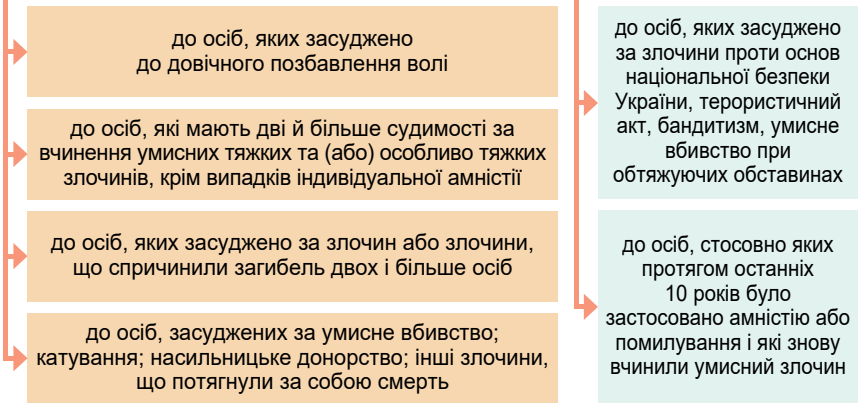 до осіб, яких засуджено
до довічного позбавлення волі
до осіб, які мають дві й більше судимості за
вчинення умисних тяжких та (або) особливо тяжких
злочинів, крім випадків індивідуальної амністії
до осіб, яких засуджено за злочин або злочини,
що спричинили загибель двох і більше осіб
до осіб, засуджених за умисне вбивство;
катування; насильницьке донорство; інші злочини,
що потягнули за собою смерть
до осіб, яких засуджено
за злочини проти основ
національної безпеки
України, терористичний
акт, бандитизм, умисне
вбивство при
обтяжуючих обставинах
до осіб, стосовно яких
протягом останніх
10 років було
застосовано амністію або
помилування і які знову
вчинили умисний злочин